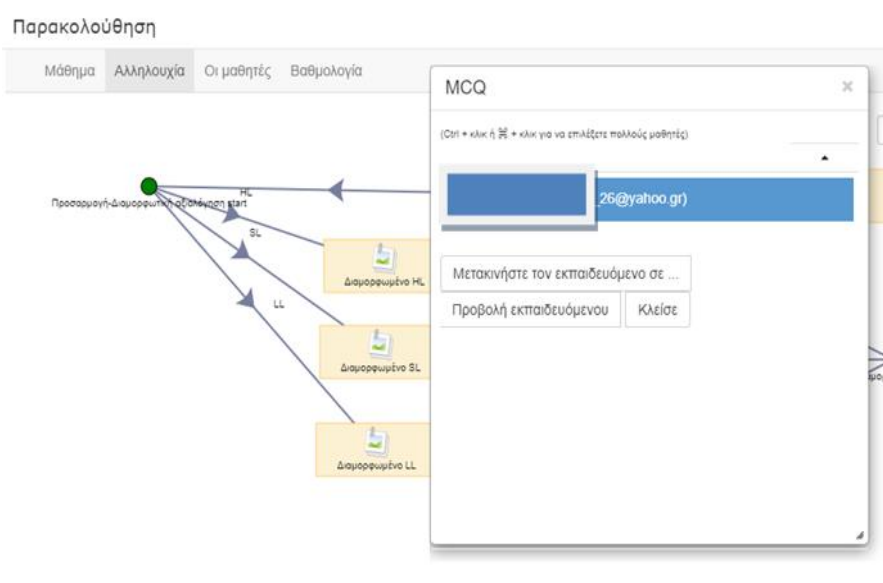 Παρακολούθηση
Μάθημα Αλληλουχία Οι μαθητές Βαθμολογία
MCQ
(Ctrl + κλικ ή ⌘ + κλικ για να επιλέξετε πολλούς μαθητές)
_26@yahoo.gr)
HL
Προσαρμογή-Διαμορφωτική αξιολόγηση start
SL
Διαμορφωμένο HL
LL
Διαμορφωμένο SL
Διαμορφωμένο LL
Μετακινήστε τον εκπαιδευόμενο σε ...
Προβολή εκπαιδευόμενου Κλείσε